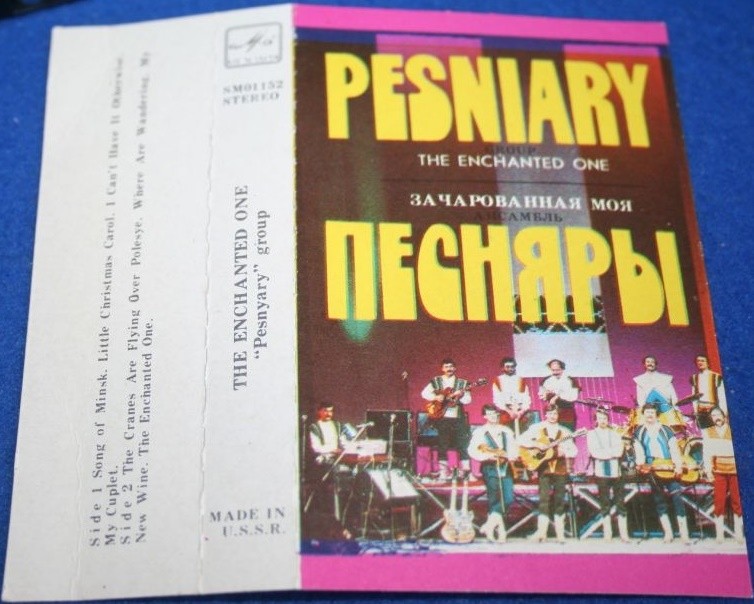 PESNIARY
GROUP
THE ENCHANTED ONE
ЗАЧАРОВАННАЯ МОЯ
АНСАМБЛЬ
ПЕСНЯРЫ
SM01152
STEREO
THE ENCHANTED ONE
"Pesnyary" group
MADE IN
U.S.S.R.
Side 1 Song of Minsk. Little Christmas Carol. I Can't Have It Otherwise.
My Cuplet.
Side 2 The Cranes Are Flying Over Polesye. Where Are Wandering. My
New Wine. The Enchanted One.